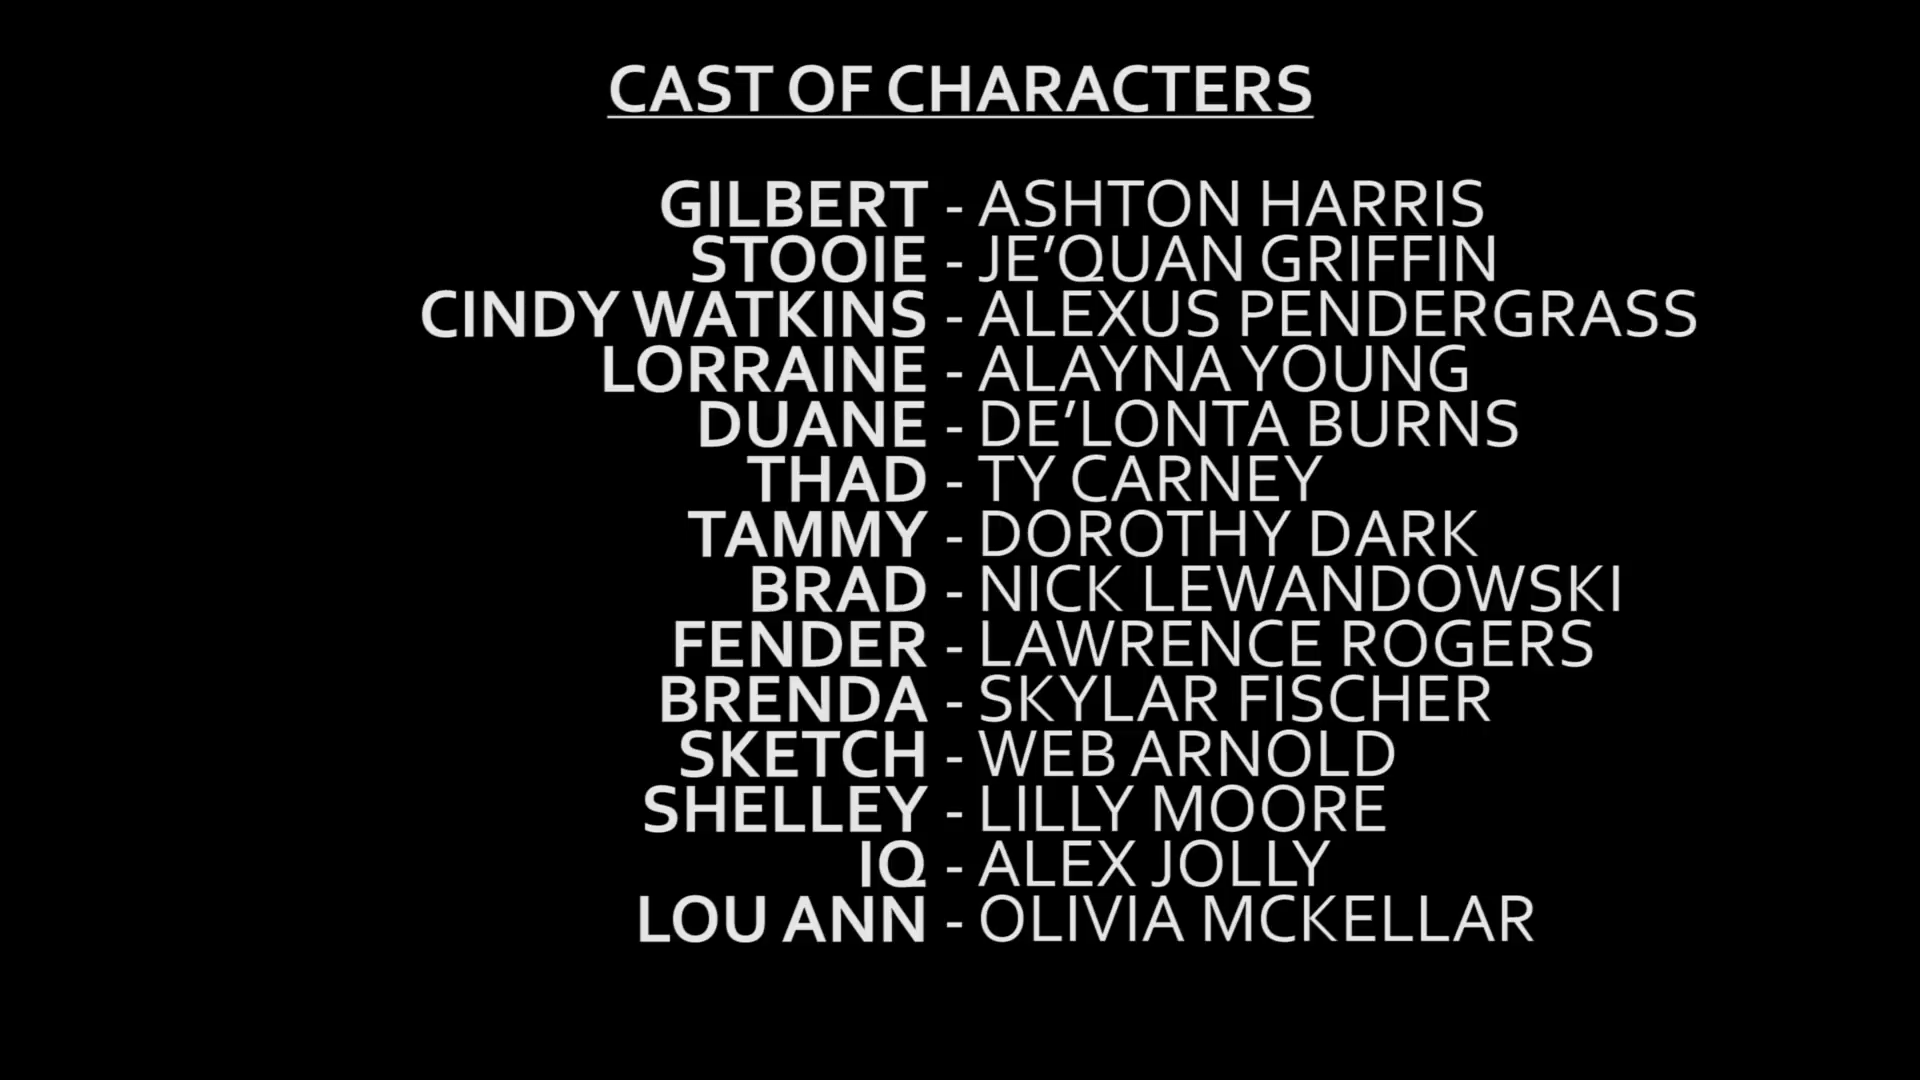 CAST OF CHARACTERS
GILBERT - ASHTON HARRIS
STOOIE - JE’QUAN GRIFFIN
CINDY WATKINS - ALEXUS PENDERGRASS
LORRAINE - ALAYNA YOUNG
DUANE - DE’LONTA BURNS
THAD - TY CARNEY
TAMMY - DOROTHY DARK
BRAD - NICK LEWANDOWSKI
FENDER - LAWRENCE ROGERS
BRENDA - SKYLAR FISCHER
SKETCH - WEB ARNOLD
SHELLEY - LILLY MOORE
IQ - ALEX JOLLY
LOU ANN - OLIVIA MCKELLAR